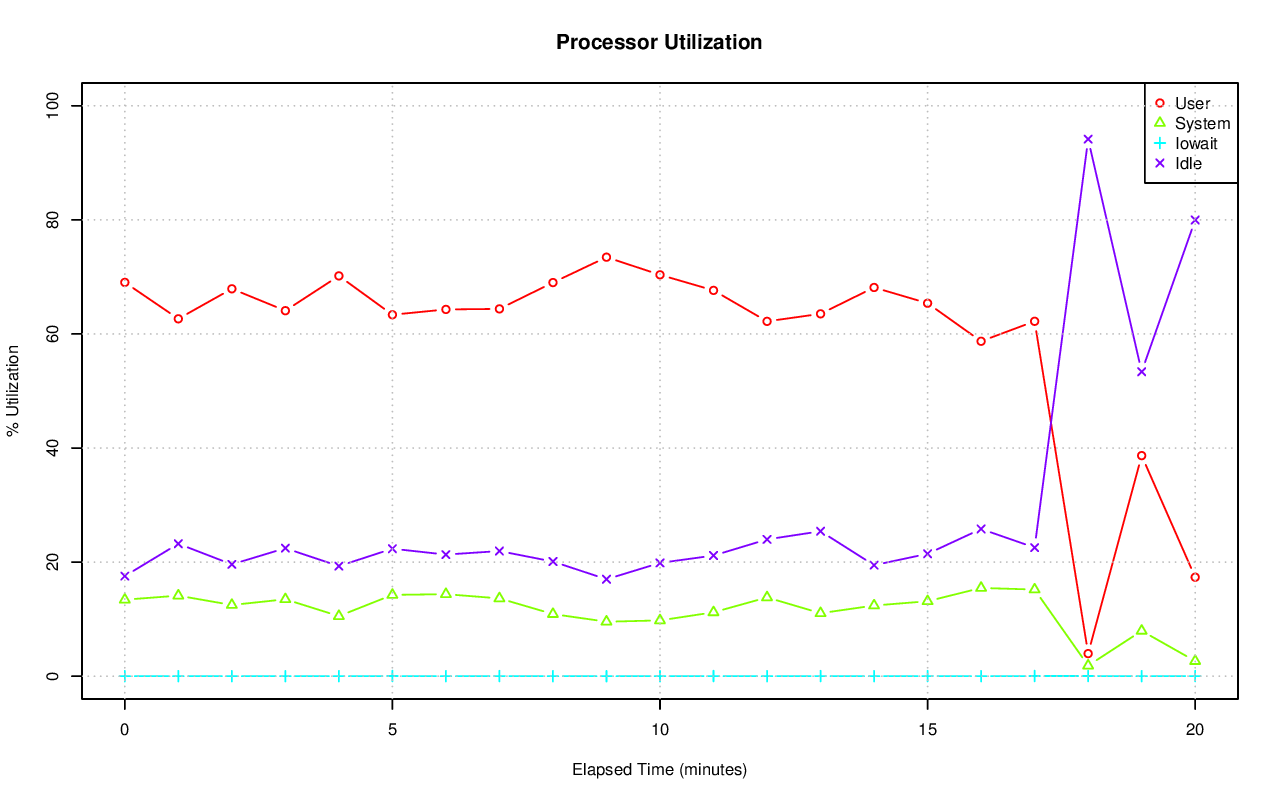 Processor Utilization
User
System
Iowait
Idle
% Utilization
100
80
60
40
20
0
0 5 10 15 20
Elapsed Time (minutes)